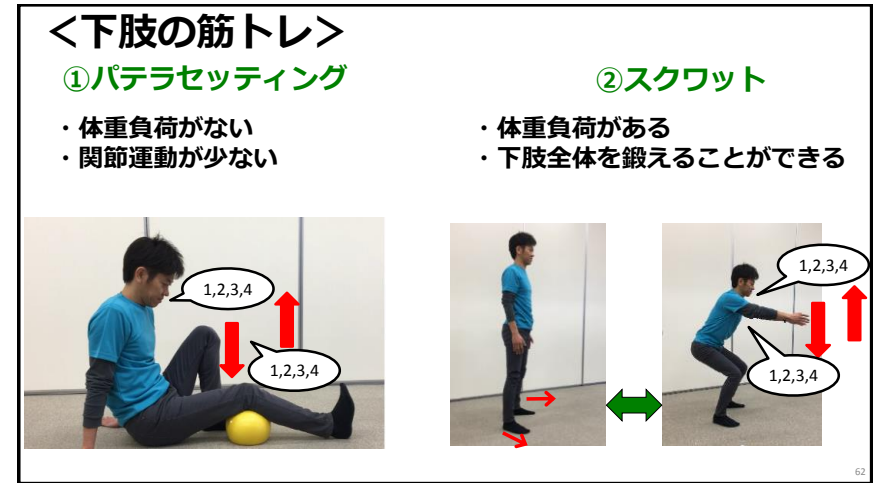 ＜下肢の筋トレ＞
①パテラセッティング
・体重負荷がない
・関節運動が少ない
1,2,3,4
1,2,3,4
②スクワット
・体重負荷がある
・下肢全体を鍛えることができる
1,2,3,4
1,2,3,4
62